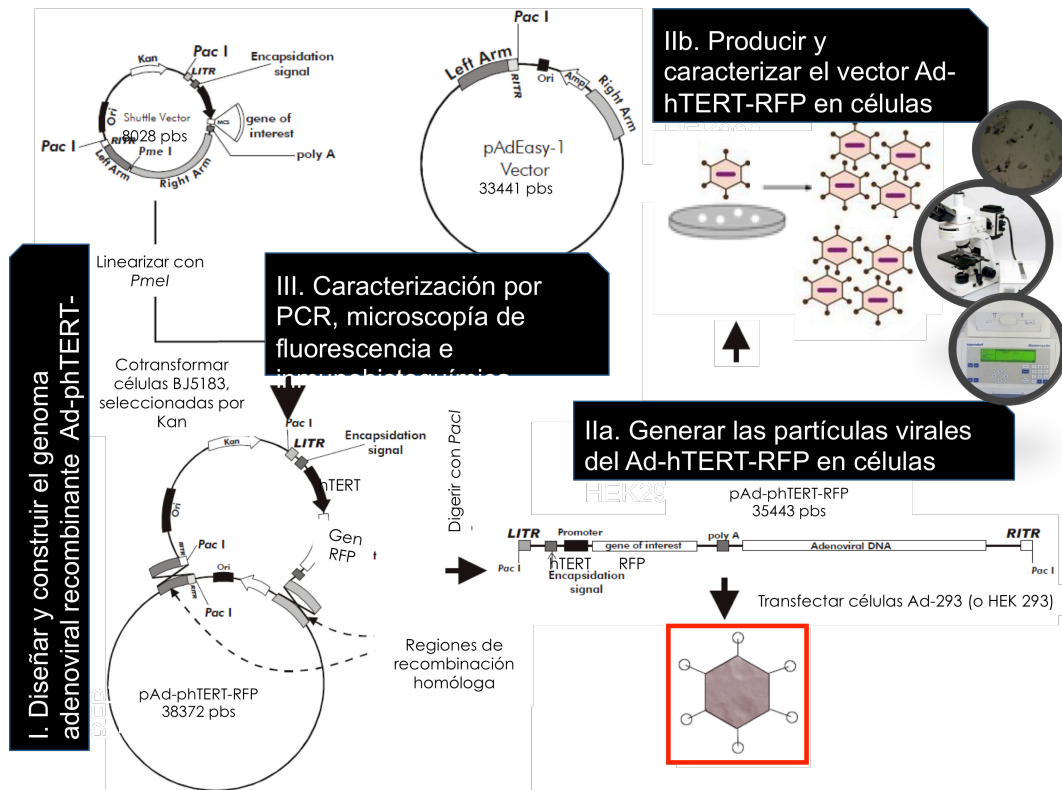 Pac I
LITR
Encapsidation
signal
Kan
Ori
Shuttle Vector
8028 pbs
MCS
gene of
interest
poly A
Pac I
RITR
Pme I
Left Arm
Right Arm
Pac I
Left Arm
RITR
Ori
Amp
Right Arm
pAdEasy-1
Vector
33441 pbs
IIb. Producir y
caracterizar el vector Ad-
hTERT-RFP en células
I. Diseñar y construir el genoma
adenoviral recombinante Ad-phTERT-
Linearizar con
PmeI
III. Caracterización por
PCR, microscopía de
fluorescencia e
inmunohistoquímica
Cotransformar
células BJ5183,
seleccionadas por
Kan
Pac I
LITR
Encapsidation
signal
Kan
hTERT
Ori
Gen
RFP
RITR
Pac I
Ori
RITR
Pac I
Regiones de
recombinación
homóloga
pAd-phTERT-RFP
38372 pbs
Digerir con PacI
IIa. Generar las partículas virales
del Ad-hTERT-RFP en células
HEK29
pAd-phTERT-RFP
35443 pbs
LITR
Promoter
gene of interest
poly A
Adenoviral DNA
RITR
Pac I
hTERT
RFP
Encapsidation
signal
Pac I
Transfectar células Ad-293 (o HEK 293)